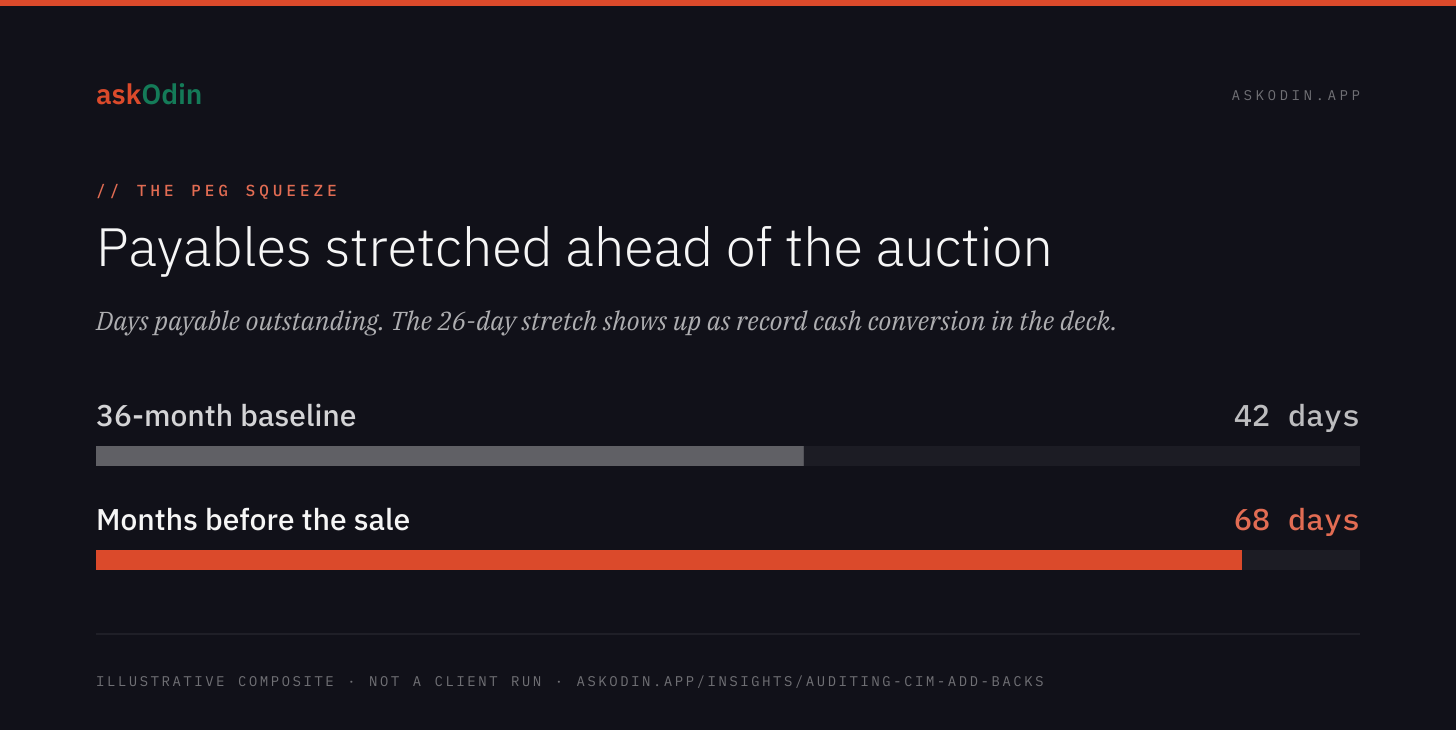 askOdin
ASKODIN.APP
// THE PEG SQUEEZE
Payables stretched ahead of the auction
Days payable outstanding. The 26-day stretch shows up as record cash conversion in the deck.
36-month baseline 42 days
Months before the sale 68 days
ILLUSTRATIVE COMPOSITE · NOT A CLIENT RUN · ASKODIN.APP/INSIGHTS/AUDITING-CIM-ADD-BACKS